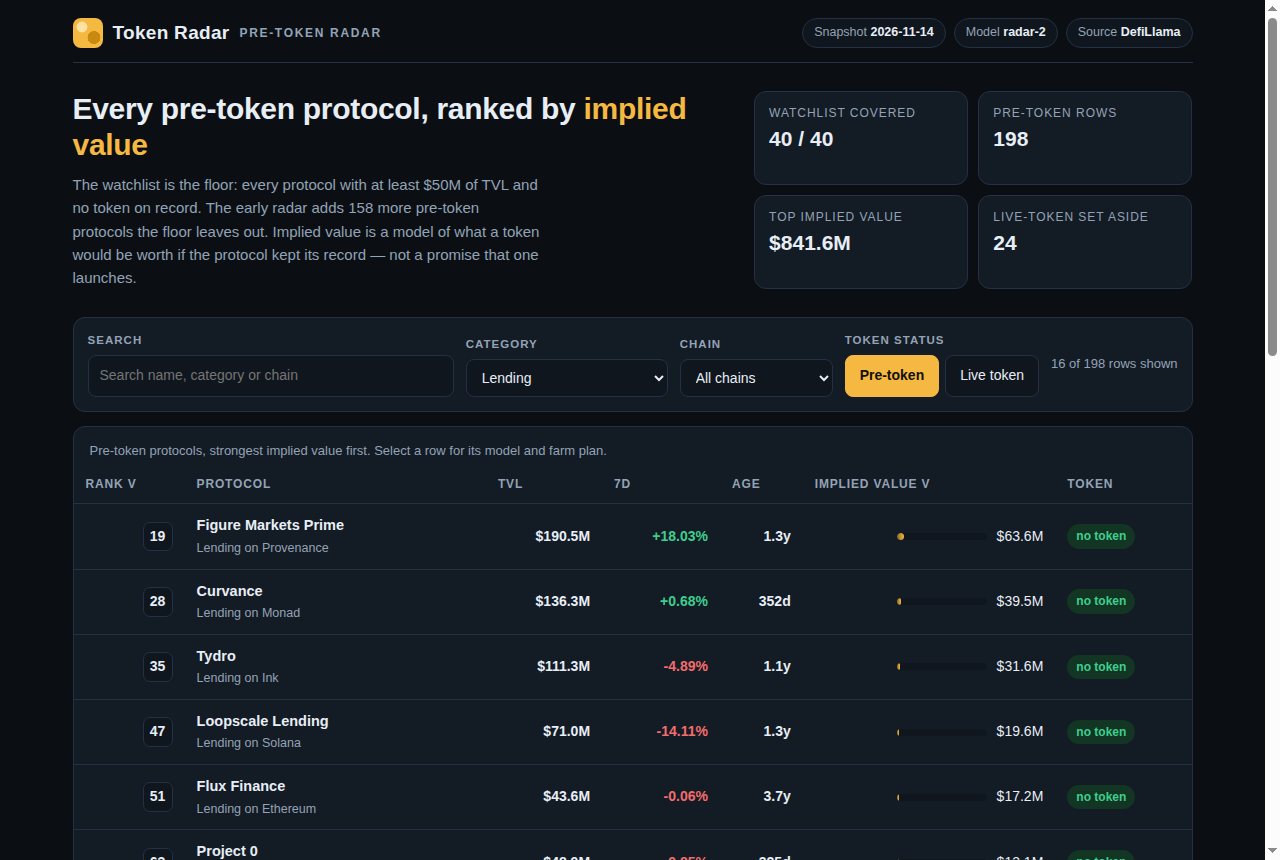 Token Radar PRE-TOKEN RADAR
Snapshot 2026-11-14
Model radar-2
Source DefiLlama
Every pre-token protocol, ranked by implied
value
The watchlist is the floor: every protocol with at least $50M of TVL and
no token on record. The early radar adds 158 more pre-token
protocols the floor leaves out. Implied value is a model of what a token
would be worth if the protocol kept its record — not a promise that one
launches.
WATCHLIST COVERED
40 / 40
PRE-TOKEN ROWS
198
TOP IMPLIED VALUE
$841.6M
LIVE-TOKEN SET ASIDE
24
SEARCH
Search name, category or chain
CATEGORY
Lending
CHAIN
All chains
TOKEN STATUS
Pre-token
Live token
16 of 198 rows shown
Pre-token protocols, strongest implied value first. Select a row for its model and farm plan.
RANK V PROTOCOL TVL 7D AGE IMPLIED VALUE V TOKEN
19 Figure Markets Prime $190.5M +18.03% 1.3y $63.6M no token
Lending on Provenance
28 Curvance $136.3M +0.68% 352d $39.5M no token
Lending on Monad
35 Tydro $111.3M -4.89% 1.1y $31.6M no token
Lending on Ink
47 Loopscale Lending $71.0M -14.11% 1.3y $19.6M no token
Lending on Solana
51 Flux Finance $43.6M -0.06% 3.7y $17.2M no token
Lending on Ethereum
Project 0